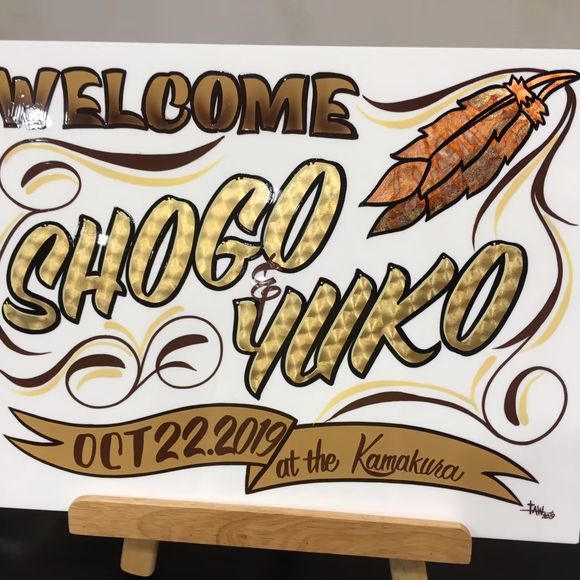 WELCOME
SHOGO
&
YUKO
OCT 22.2019
at the Kamakura